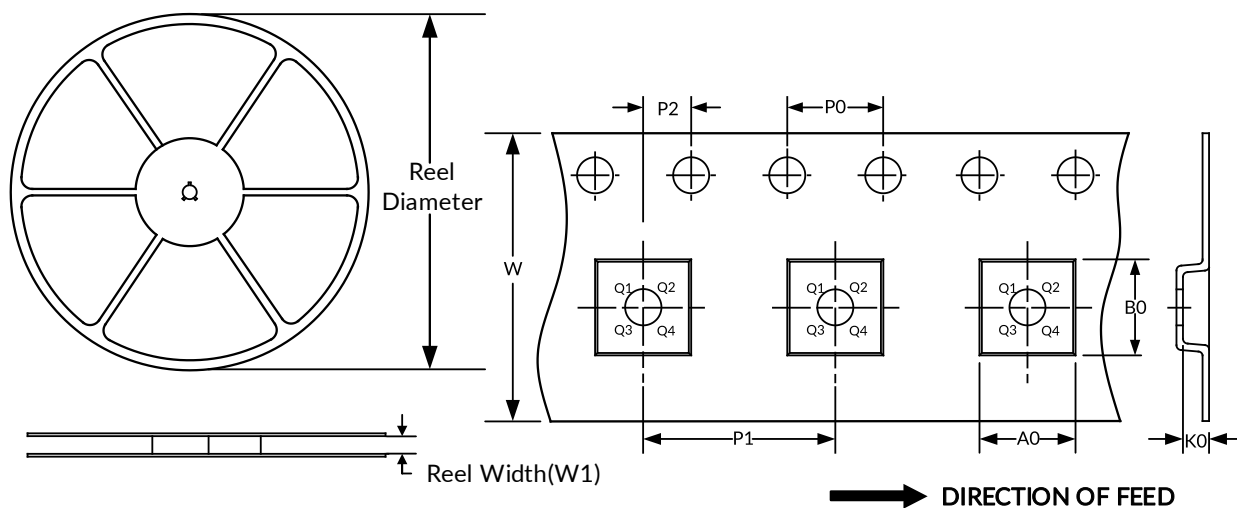 P2
P0
Reel
Diameter
W
Q1 Q2
Q3 Q4
Q1 Q2
Q3 Q4
Q1 Q2
Q3 Q4
B0
P1
A0
K0
Reel Width(W1)
DIRECTION OF FEED